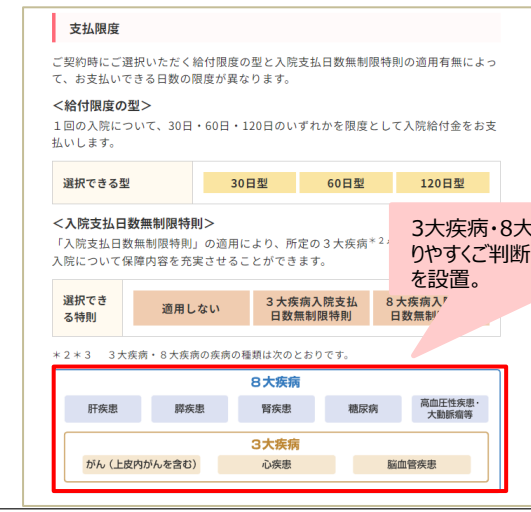 支払限度
ご契約時にご選択いただく給付限度の型と入院支払日数無制限特則の適用有無によっ
て、お支払いできる日数の限度が異なります。
＜給付限度の型＞
１回の入院について、30日・60日・120日のいずれかを限度として入院給付金をお支
払いします。
選択できる型 30日型 60日型 120日型
＜入院支払日数無制限特則＞
「入院支払日数無制限特則」の適用により、所定の３大疾病＊２
入院について保障内容を充実させることができます。
3大疾病・8大
りやすくご判断
を設置。
選択でき
る特則
適用しない
３大疾病入院支払
日数無制限特則
８大疾病入
日数無制
＊２＊３　３大疾病・８大疾病の疾病の種類は次のとおりです。
8大疾病
肝疾患 膵疾患 腎疾患 糖尿病 高血圧性疾患・
大動脈瘤等
3大疾病
がん（上皮内がんを含む） 心疾患 脳血管疾患